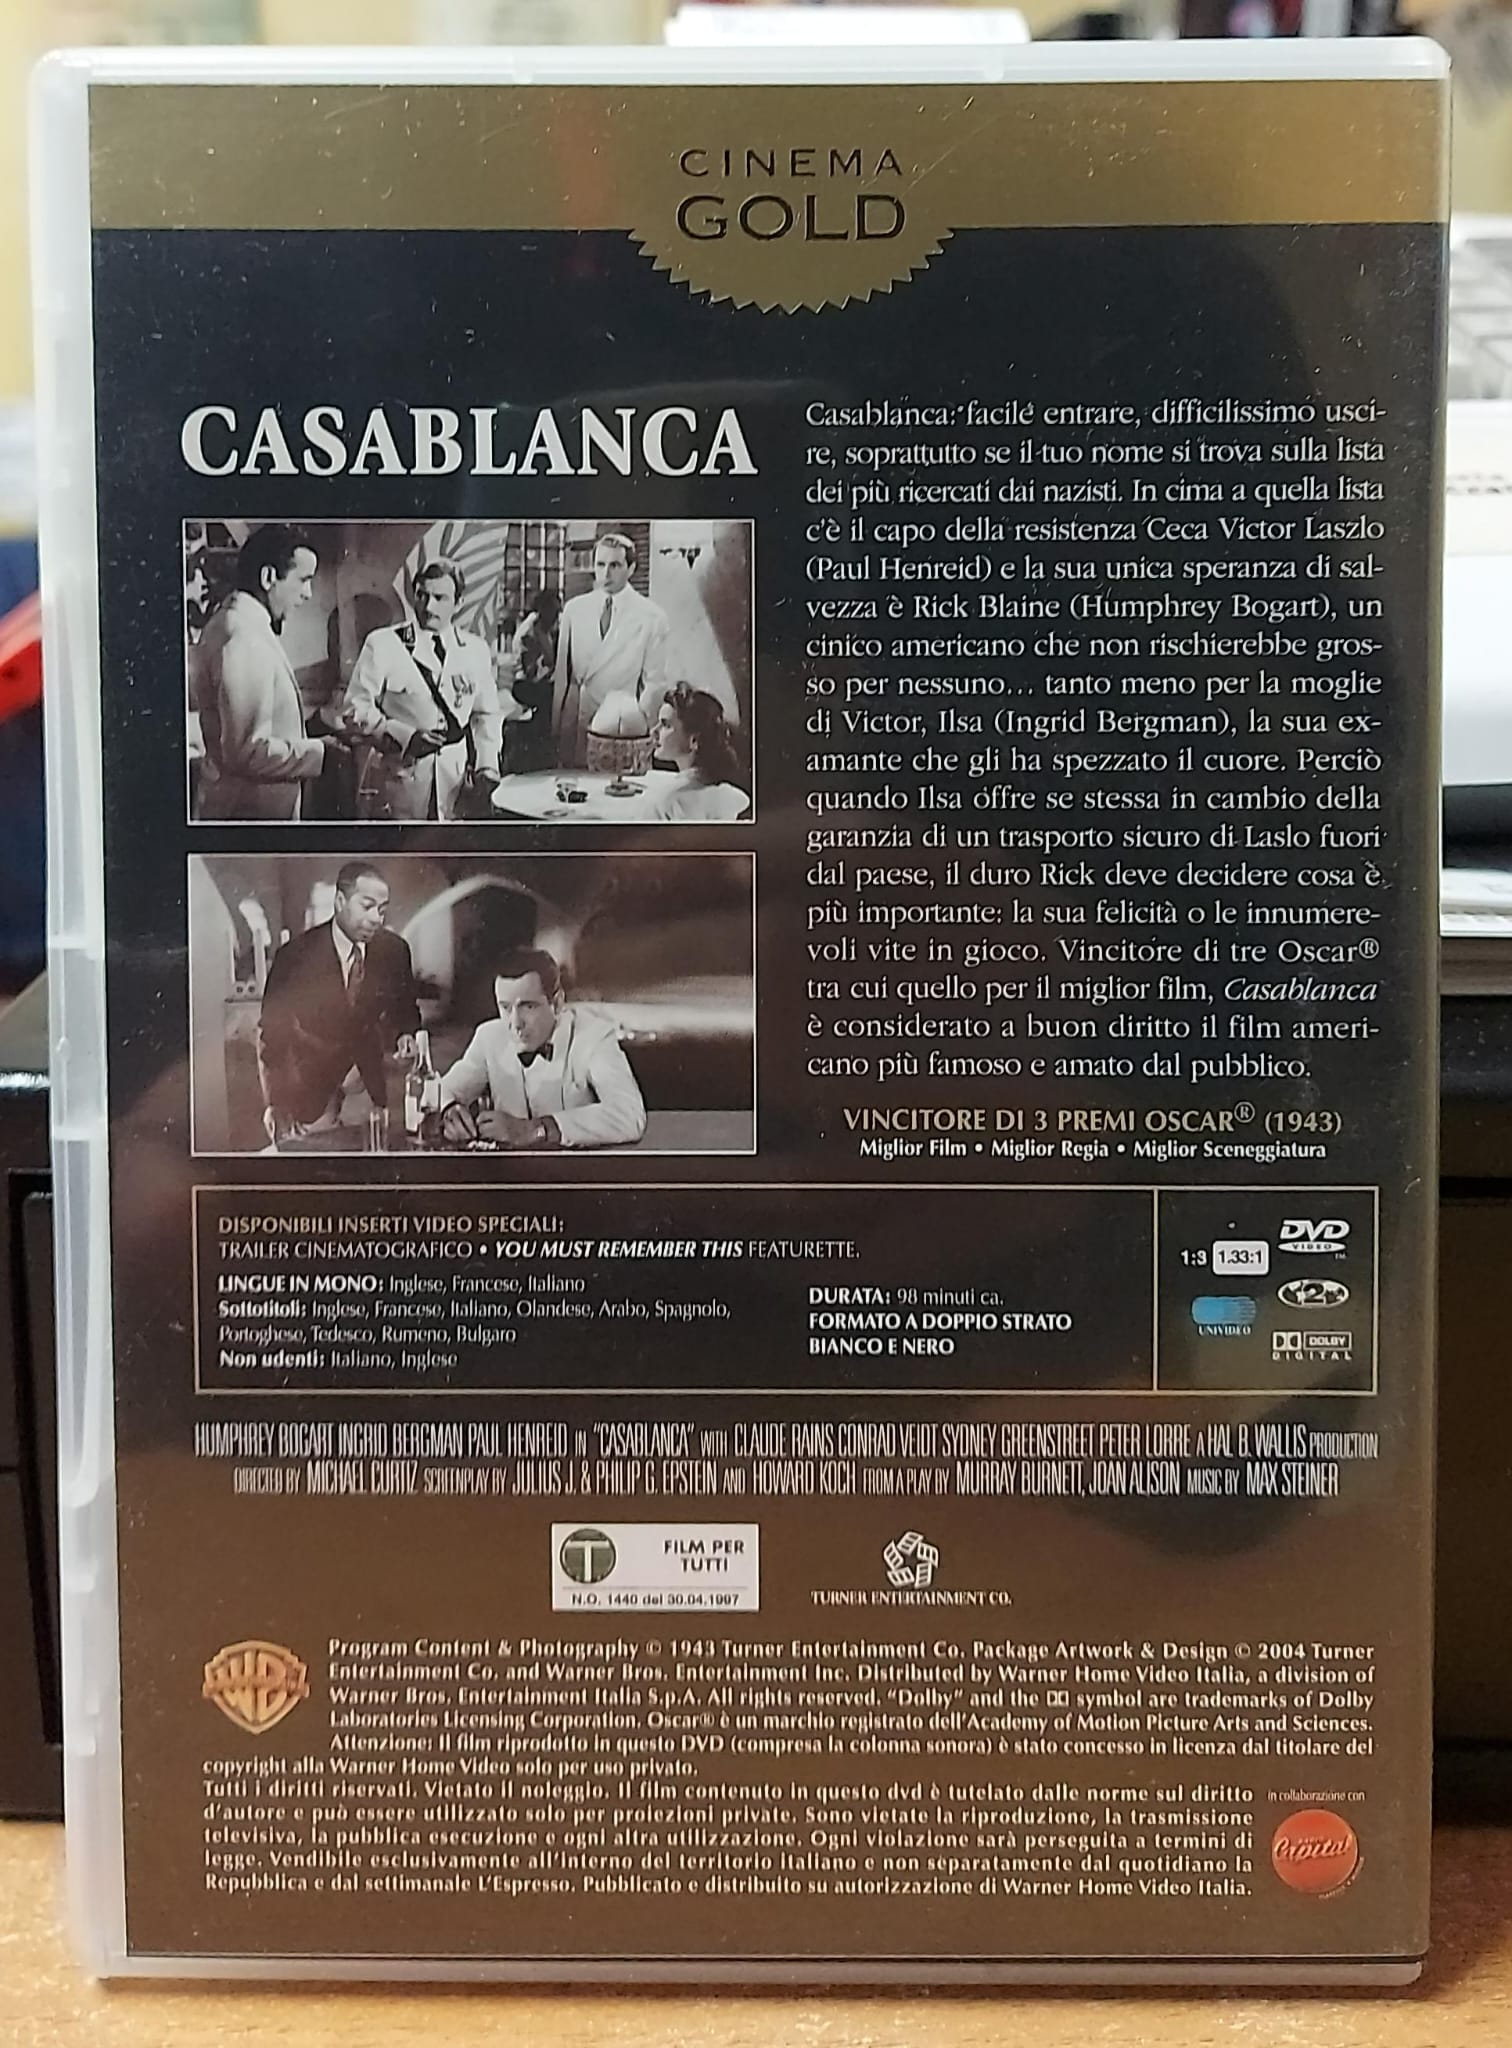 CINEMA
GOLD
CASABLANCA
Casablanca: facile entrare, difficilissimo usci-
re, soprattutto se il tuo nome si trova sulla lista
dei più ricercati dai nazisti. In cima a quella lista
c'è il capo della resistenza Ceca Victor Laszlo
(Paul Henreid) e la sua unica speranza di sal-
vezza è Rick Blaine (Humphrey Bogart), un
cinico americano che non rischierebbe gros-
so per nessuno... tanto meno per la moglie
di Victor, Ilsa (Ingrid Bergman), la sua ex-
amante che gli ha spezzato il cuore. Perciò
quando Ilsa offre se stessa in cambio della
garanzia di un trasporto sicuro di Laslo fuori
dal paese, il duro Rick deve decidere cosa è
più importante: la sua felicità o le innumere-
voli vite in gioco. Vincitore di tre Oscar®
tra cui quello per il miglior film, Casablanca
è considerato a buon diritto il film ameri-
cano più famoso e amato dal pubblico.
VINCITORE DI 3 PREMI OSCAR® (1943)
Miglior Film • Miglior Regia • Miglior Sceneggiatura
DISPONIBILI INSERTI VIDEO SPECIALI:
TRAILER CINEMATOGRAFICO • YOU MUST REMEMBER THIS FEATURETTE.
LINGUE IN MONO: Inglese, Francese, Italiano
Sottotitoli: Inglese, Francese, Italiano, Olandese, Arabo, Spagnolo,
Portoghese, Tedesco, Rumeno, Bulgaro
Non udenti: Italiano, Inglese
DURATA: 98 minuti ca.
FORMATO A DOPPIO STRATO
BIANCO E NERO
DVD
VIDEO
TM
1:3 1.33:1
2
UNIVIDEO
DOLBY
DIGITAL
HUMPHREY BOGART INGRID BERGMAN PAUL HENREID IN "CASABLANCA" WITH CLAUDE RAINS CONRAD VEIDT SYDNEY GREENSTREET PETER LORRE A HAL B. WALLIS PRODUCTION
DIRECTED BY MICHAEL CURTIZ SCREENPLAY BY JULIUS J. & PHILIP G. EPSTEIN AND HOWARD KOCH FROM A PLAY BY MURRAY BURNETT, JOAN ALISON MUSIC BY MAX STEINER
T
FILM PER
TUTTI
N.O. 1440 del 30.04.1997
TURNER ENTERTAINMENT CO.
WB
Program Content & Photography © 1943 Turner Entertainment Co. Package Artwork & Design © 2004 Turner
Entertainment Co. and Warner Bros. Entertainment Inc. Distributed by Warner Home Video Italia, a division of
Warner Bros. Entertainment Italia S.p.A. All rights reserved. "Dolby" and the symbol are trademarks of Dolby
Laboratories Licensing Corporation. Oscar® è un marchio registrato dell'Academy of Motion Picture Arts and Sciences.
Attenzione: Il film riprodotto in questo DVD (compresa la colonna sonora) è stato concesso in licenza dal titolare del
copyright alla Warner Home Video solo per uso privato.
Tutti i diritti riservati. Vietato il noleggio. Il film contenuto in questo dvd è tutelato dalle norme sul diritto
d'autore e può essere utilizzato solo per proiezioni private. Sono vietate la riproduzione, la trasmissione
televisiva, la pubblica esecuzione e ogni altra utilizzazione. Ogni violazione sarà perseguita a termini di
legge. Vendibile esclusivamente all'interno del territorio italiano e non separatamente dal quotidiano la
Repubblica e dal settimanale L'Espresso. Pubblicato e distribuito su autorizzazione di Warner Home Video Italia.
in collaborazione con
Capital